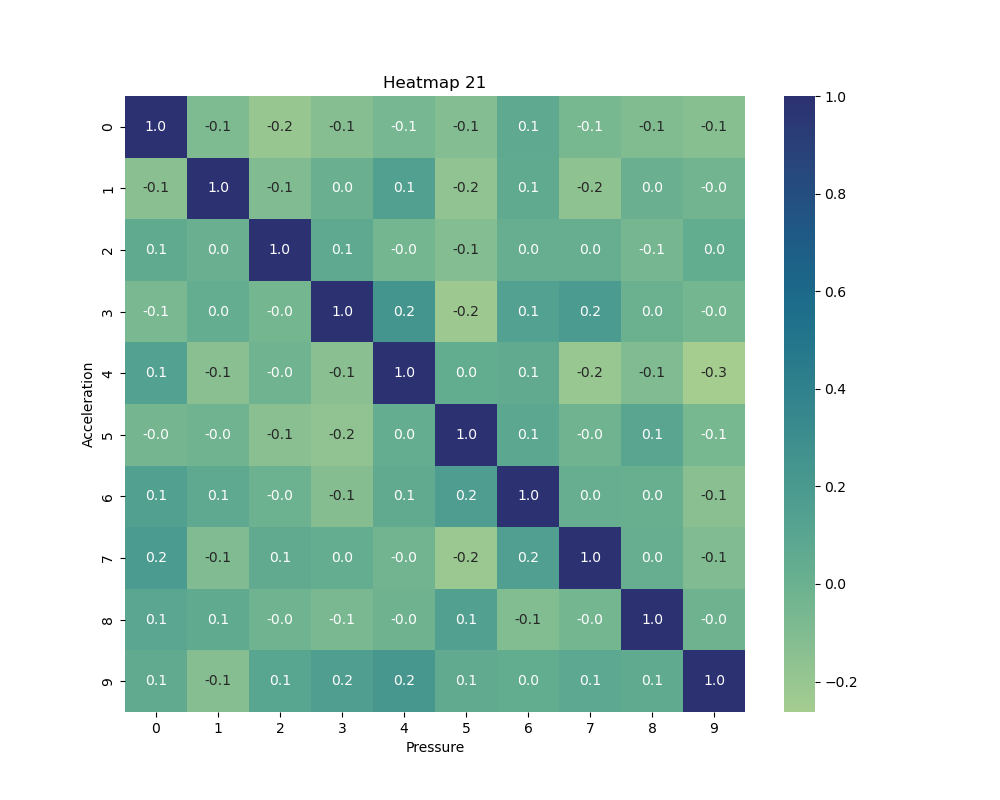 Heatmap 21
0 1.0 -0.1 -0.2 -0.1 -0.1 -0.1 0.1 -0.1 -0.1 -0.1
1 -0.1 1.0 -0.1 0.0 0.1 -0.2 0.1 -0.2 0.0 -0.0
2 0.1 0.0 1.0 0.1 -0.0 -0.1 0.0 0.0 -0.1 0.0
3 -0.1 0.0 -0.0 1.0 0.2 -0.2 0.1 0.2 0.0 -0.0
4 0.1 -0.1 -0.0 -0.1 1.0 0.0 0.1 -0.2 -0.1 -0.3
5 -0.0 -0.0 -0.1 -0.2 0.0 1.0 0.1 -0.0 0.1 -0.1
6 0.1 0.1 -0.0 -0.1 0.1 0.2 1.0 0.0 0.0 -0.1
7 0.2 -0.1 0.1 0.0 -0.0 -0.2 0.2 1.0 0.0 -0.1
8 0.1 0.1 -0.0 -0.1 -0.0 0.1 -0.1 -0.0 1.0 -0.0
9 0.1 -0.1 0.1 0.2 0.2 0.1 0.0 0.1 0.1 1.0
0 1 2 3 4 5 6 7 8 9
Pressure
Acceleration
1.0
0.8
0.6
0.4
0.2
0.0
−0.2